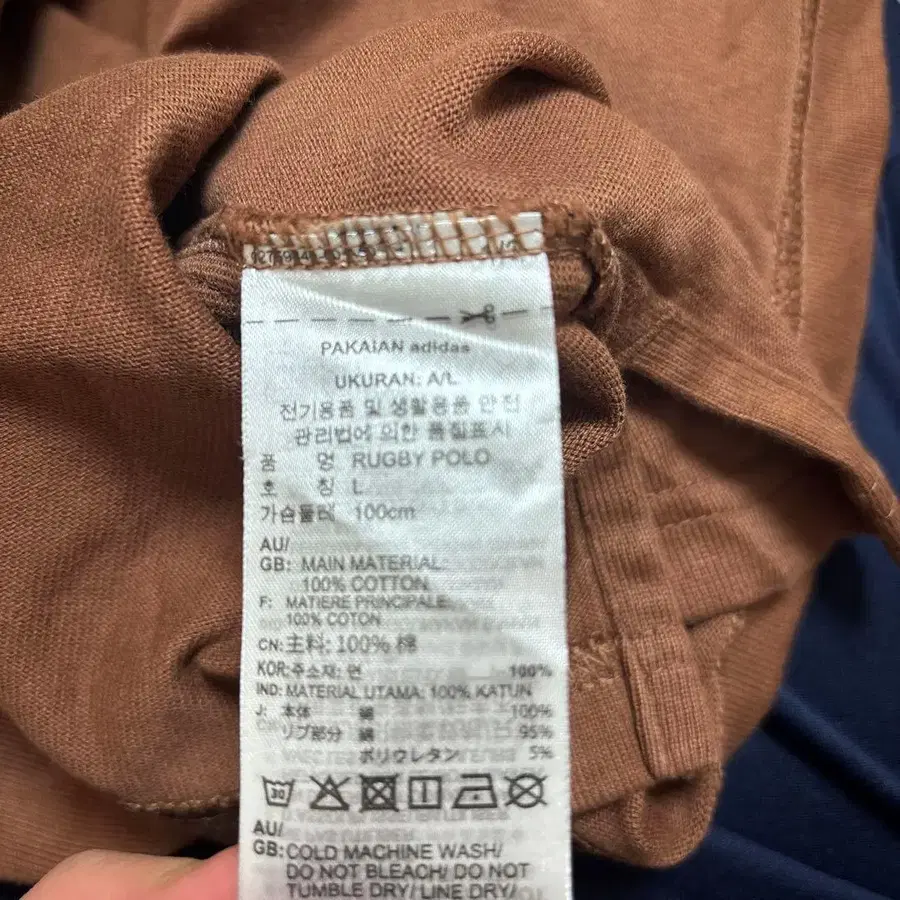 PAKAIAN adidas
UKURAN: A/L
전기용품 및 생활용품 안전
관리법에 의한 품질표시
품 명 RUGBY POLO
호 칭 L
가슴둘레 100cm
AU/
GB: MAIN MATERIAL:
100% COTTON
F: MATIERE PRINCIPALE:
100% COTON
CN: 主料: 100% 棉
KOR: 주소재: 면 100%
IND: MATERIAL UTAMA: 100% KATUN
J: 本体 綿 100%
リブ部分 綿 95%
ポリウレタン 5%
30
AU/
GB: COLD MACHINE WASH/
DO NOT BLEACH/ DO NOT
TUMBLE DRY/ LINE DRY/